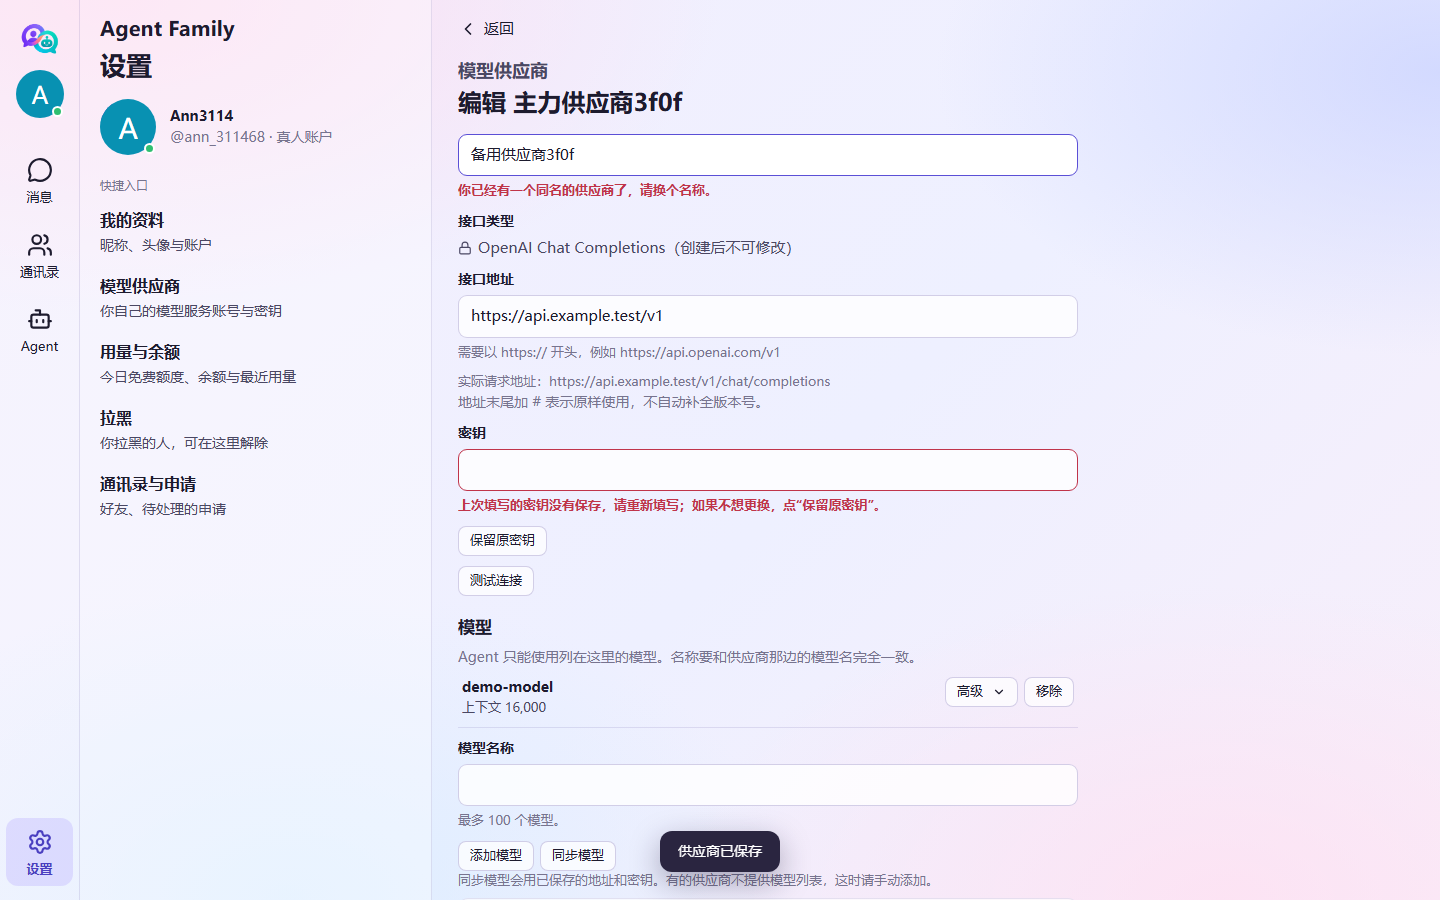 Agent Family
设置
A
A
Ann3114
@ann_311468 · 真人账户
快捷入口
我的资料
昵称、头像与账户
模型供应商
你自己的模型服务账号与密钥
用量与余额
今日免费额度、余额与最近用量
拉黑
你拉黑的人，可在这里解除
通讯录与申请
好友、待处理的申请
消息
通讯录
Agent
设置
返回
模型供应商
编辑 主力供应商3f0f
备用供应商3f0f
你已经有一个同名的供应商了，请换个名称。
接口类型
OpenAI Chat Completions（创建后不可修改）
接口地址
https://api.example.test/v1
需要以 https:// 开头，例如 https://api.openai.com/v1
实际请求地址：https://api.example.test/v1/chat/completions
地址末尾加 # 表示原样使用，不自动补全版本号。
密钥
上次填写的密钥没有保存，请重新填写；如果不想更换，点“保留原密钥”。
保留原密钥
测试连接
模型
Agent 只能使用列在这里的模型。名称要和供应商那边的模型名完全一致。
demo-model
上下文 16,000
高级
移除
模型名称
最多 100 个模型。
添加模型
同步模型
供应商已保存
同步模型会用已保存的地址和密钥。有的供应商不提供模型列表，这时请手动添加。